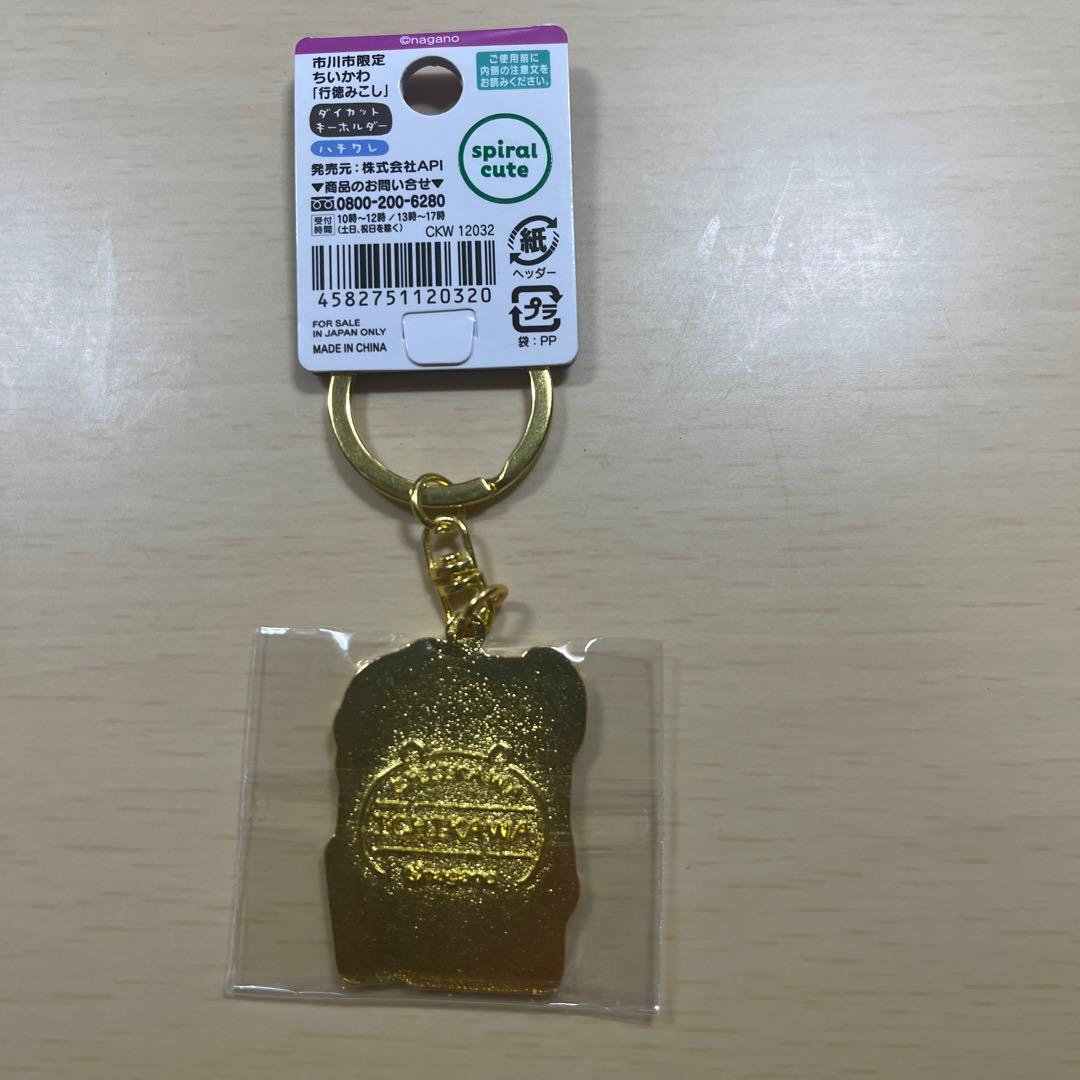 ©nagano
市川市限定
ちいかわ
「行徳みこし」
ダイカット
キーホルダー
ハチワレ
ご使用前に
内側の注意文を
お読みください。
spiral
cute
発売元：株式会社API
▼商品のお問い合せ▼
0800-200-6280
受付
時間
10時～12時／13時～17時
（土日、祝日を除く）
CKW 12032
4582751120320
紙
ヘッダー
プラ
袋：PP
FOR SALE
IN JAPAN ONLY
MADE IN CHINA
ICHIKAWA
©nagano